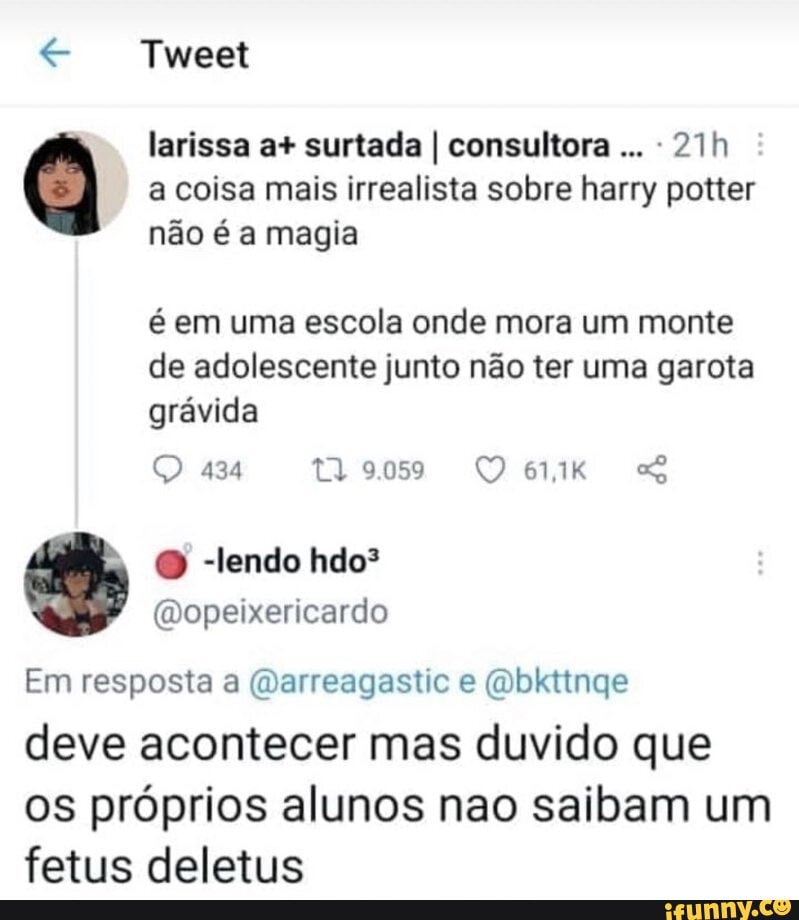 Tweet
larissa a+ surtada | consultora ... · 21h
a coisa mais irrealista sobre harry potter
não é a magia
é em uma escola onde mora um monte
de adolescente junto não ter uma garota
grávida
434 9.059 61,1K
-lendo hdo³
@opeixericardo
Em resposta a @arreagastic e @bkttnqe
deve acontecer mas duvido que
os próprios alunos nao saibam um
fetus deletus
ifunny.co